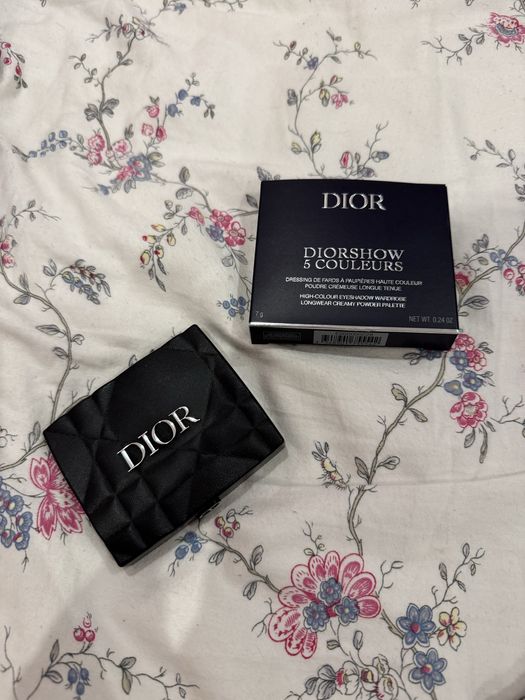 DIOR
DIORSHOW
5 COULEURS
DRESSING DE FARDS À PAUPIÈRES HAUTE COULEUR
POUDRE CRÉMEUSE LONGUE TENUE
HIGH-COLOUR EYESHADOW WARDROBE
LONGWEAR CREAMY POWDER PALETTE
7 g
NET WT. 0.24 OZ
DIOR